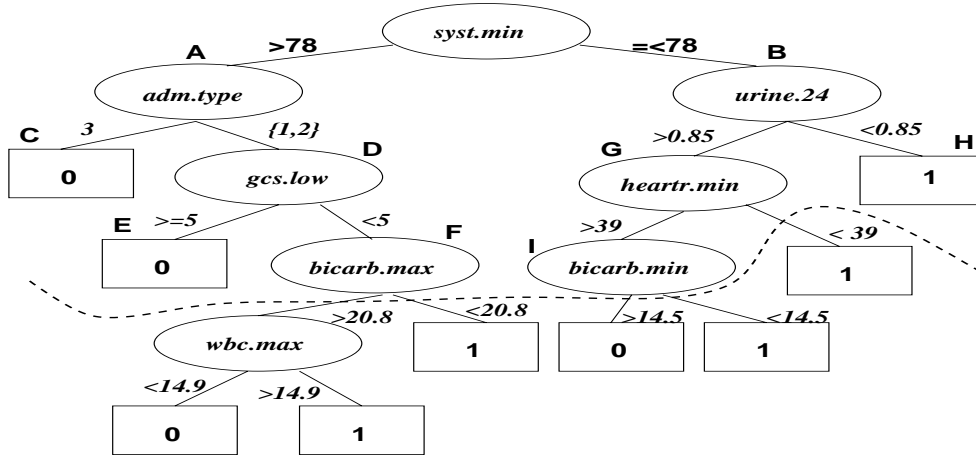 syst.min
A >78 =<78 B
adm.type urine.24
C 3 {1,2} D >0.85 <0.85 H
0 gcs.low G heartr.min 1
E >=5 <5 F >39 < 39
0 bicarb.max I bicarb.min 1
>20.8 <20.8 >14.5 <14.5
wbc.max 1 0 1
<14.9 >14.9
0 1